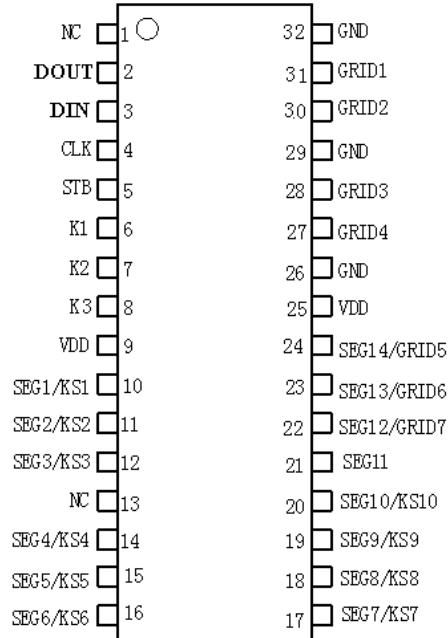 NC 1 32 GND
DOUT 2 31 GRID1
DIN 3 30 GRID2
CLK 4 29 GND
STB 5 28 GRID3
K1 6 27 GRID4
K2 7 26 GND
K3 8 25 VDD
VDD 9 24 SEG14/GRID5
SEG1/KS1 10 23 SEG13/GRID6
SEG2/KS2 11 22 SEG12/GRID7
SEG3/KS3 12 21 SEG11
NC 13 20 SEG10/KS10
SEG4/KS4 14 19 SEG9/KS9
SEG5/KS5 15 18 SEG8/KS8
SEG6/KS6 16 17 SEG7/KS7